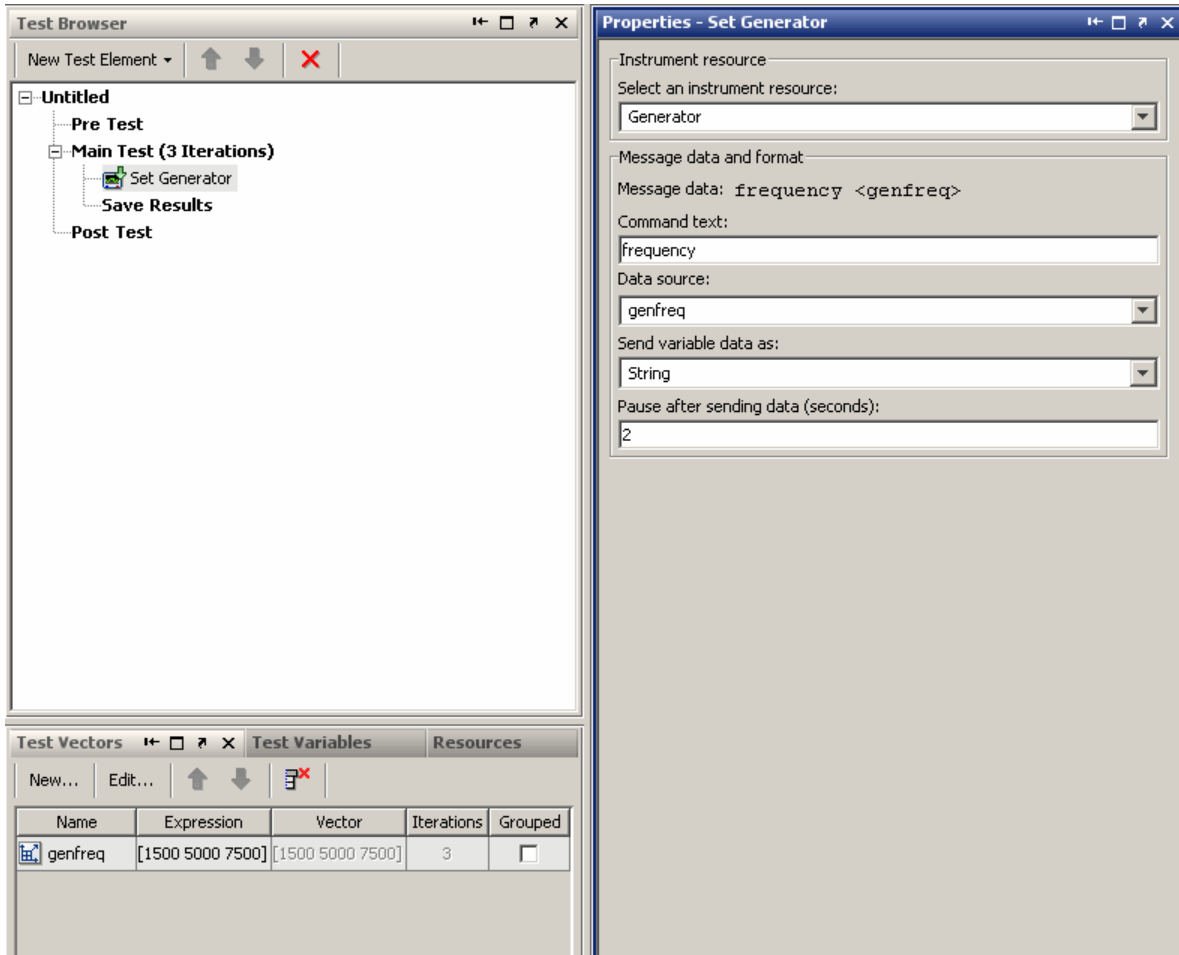 Test Browser
New Test Element
Untitled
Pre Test
Main Test (3 Iterations)
Set Generator
Save Results
Post Test
Test Vectors Test Variables Resources
New... Edit...
Name Expression Vector Iterations Grouped
genfreq [1500 5000 7500] [1500 5000 7500] 3
Properties - Set Generator
Instrument resource
Select an instrument resource:
Generator
Message data and format
Message data: frequency <genfreq>
Command text:
frequency
Data source:
genfreq
Send variable data as:
String
Pause after sending data (seconds):
2